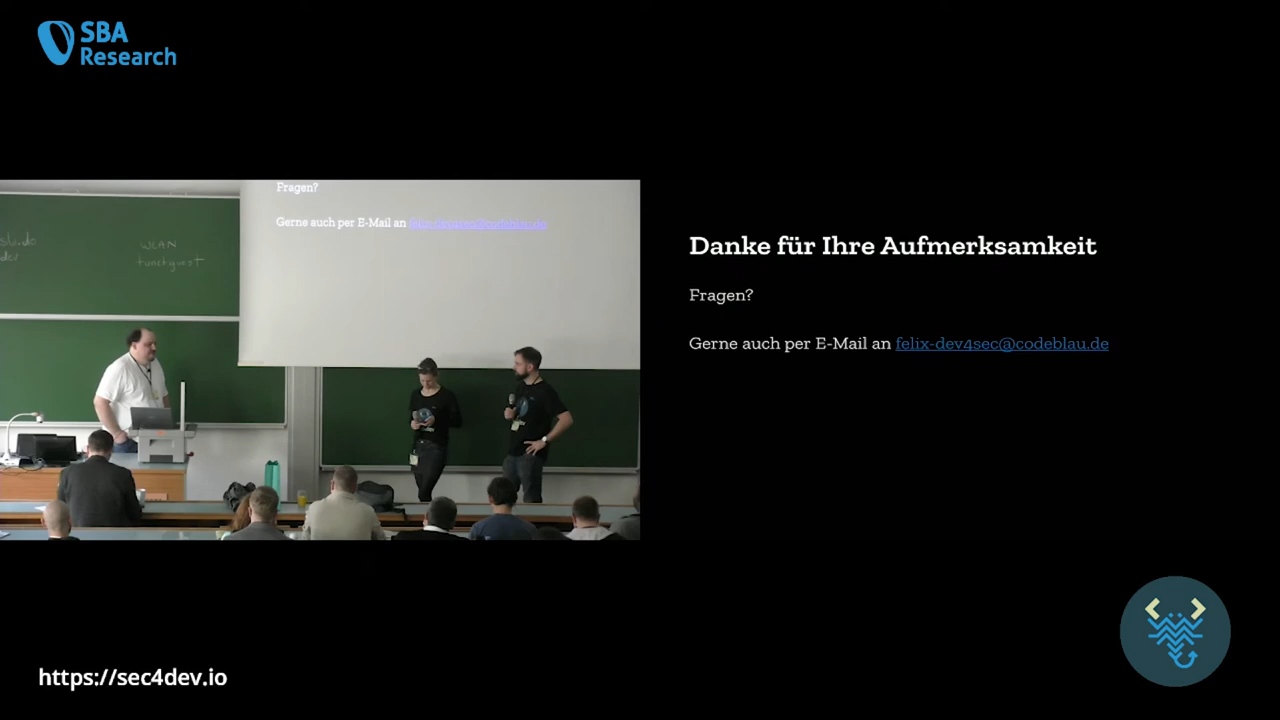 SBA
Research
Fragen?
Gerne auch per E-Mail an
WLAN
tunetguest
Danke für Ihre Aufmerksamkeit
Fragen?
Gerne auch per E-Mail an felix-dev4sec@codeblau.de
https://sec4dev.io